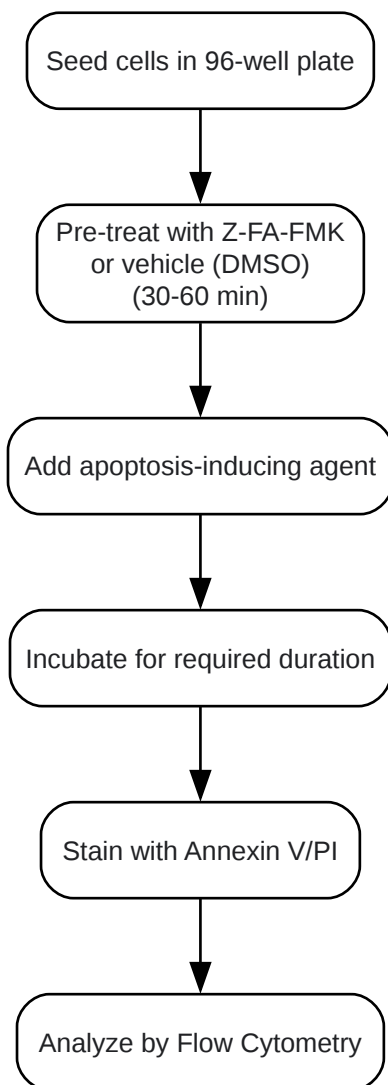 Seed cells in 96-well plate
Pre-treat with Z-FA-FMK
or vehicle (DMSO)
(30-60 min)
Add apoptosis-inducing agent
Incubate for required duration
Stain with Annexin V/PI
Analyze by Flow Cytometry